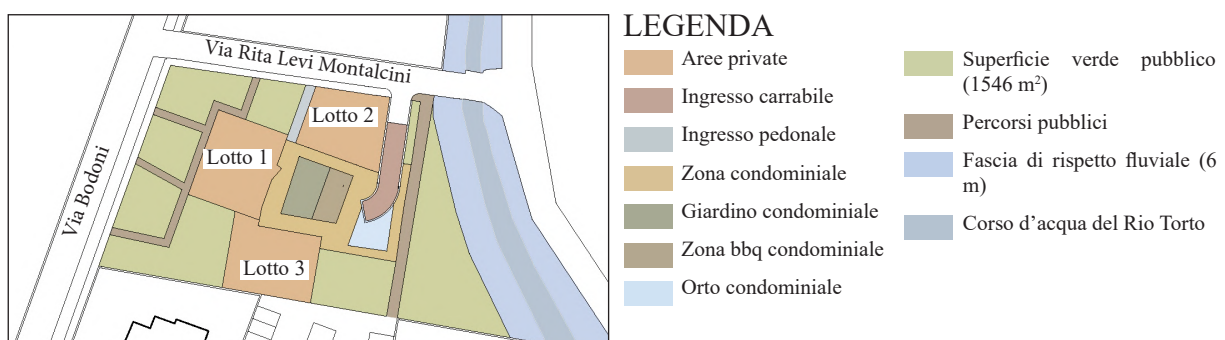 Via Rita Levi Montalcini
Via Bodoni
Lotto 1
Lotto 2
Lotto 3
LEGENDA
Aree private
Ingresso carrabile
Ingresso pedonale
Zona condominiale
Giardino condominiale
Zona bbq condominiale
Orto condominiale
Superficie verde pubblico
(1546 m²)
Percorsi pubblici
Fascia di rispetto fluviale (6
m)
Corso d'acqua del Rio Torto